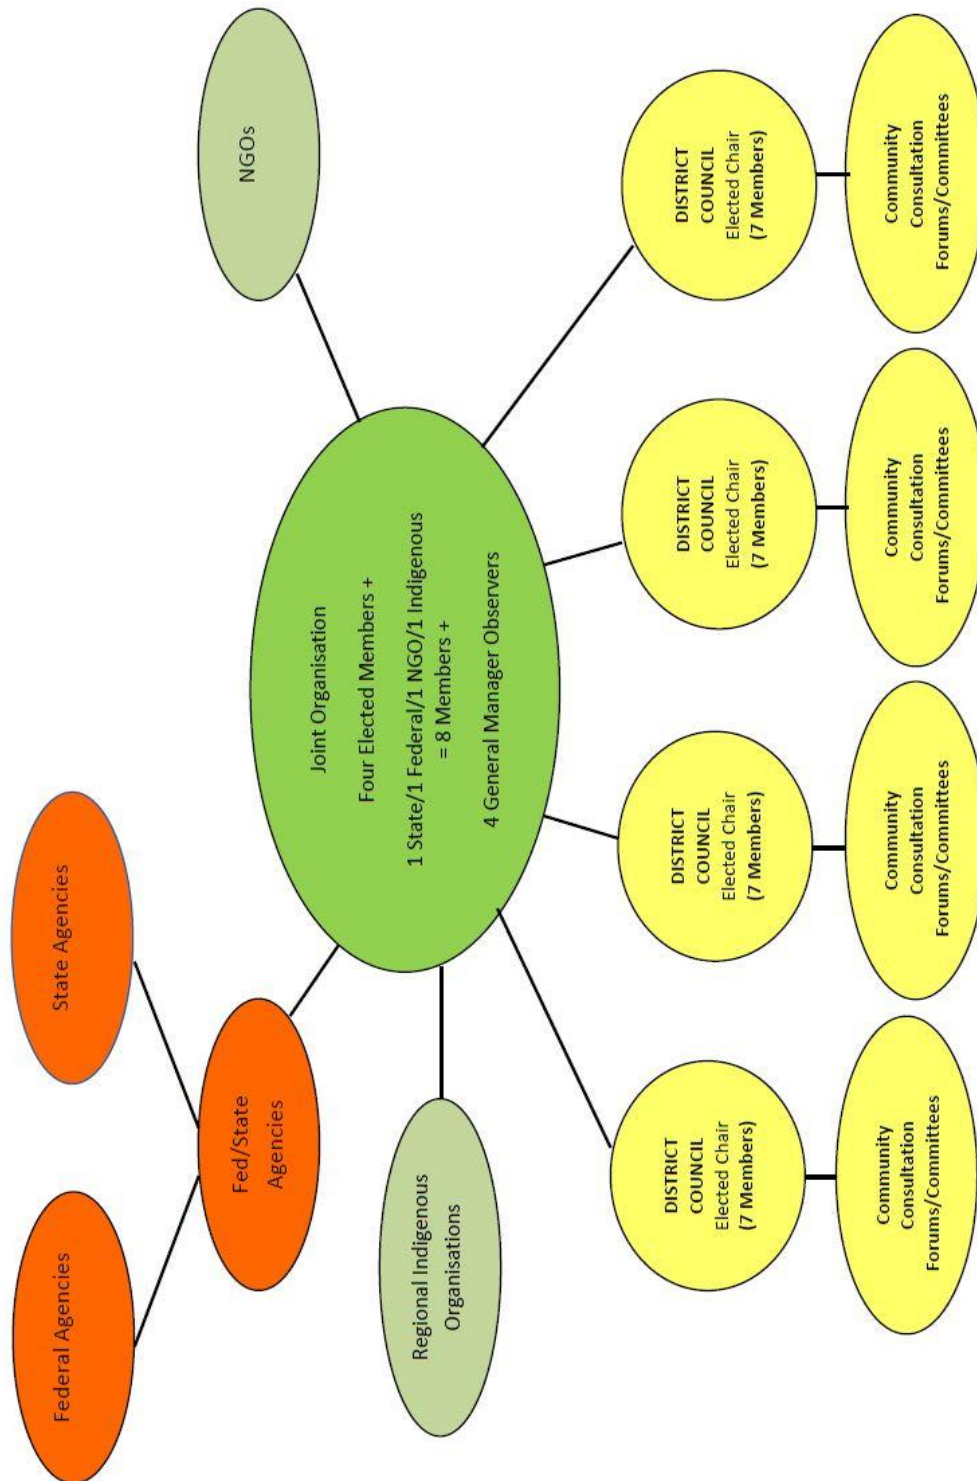 Federal Agencies
State Agencies
Fed/State
Agencies
NGOs
Regional Indigenous
Organisations
Joint Organisation
Four Elected Members +
1 State/1 Federal/1 NGO/1 Indigenous
= 8 Members +
4 General Manager Observers
DISTRICT
COUNCIL
Elected Chair
(7 Members)
DISTRICT
COUNCIL
Elected Chair
(7 Members)
DISTRICT
COUNCIL
Elected Chair
(7 Members)
DISTRICT
COUNCIL
Elected Chair
(7 Members)
Community
Consultation
Forums/Committees
Community
Consultation
Forums/Committees
Community
Consultation
Forums/Committees
Community
Consultation
Forums/Committees